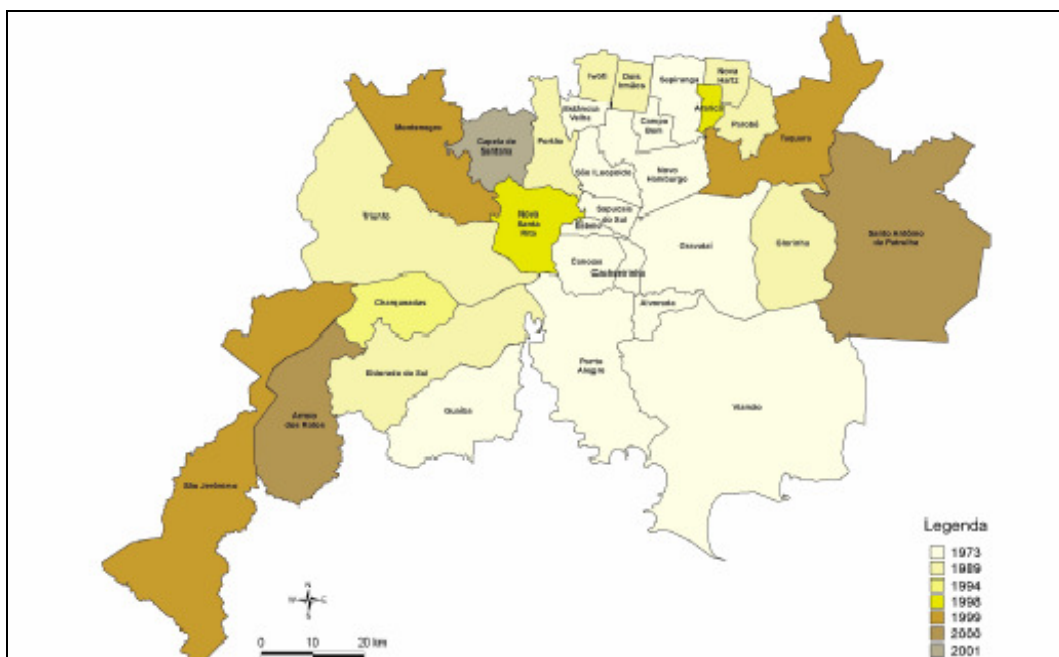 Ivoti
Dois
Irmãos
Sapiranga
Nova
Hartz
Estância
Velha
Campo
Bom
Parobé
Montenegro
Capela de
Santana
Portão
Taquara
São Leopoldo
Novo
Hamburgo
Triunfo
Nova
Santa
Rita
Sapucaia
do Sul
Esteio
Gravataí
Glorinha
Santo Antônio
da Patrulha
Canoas
Cachoeirinha
Charqueadas
Alvorada
Eldorado do Sul
Porto
Alegre
Guaíba
Viamão
Arroio
dos Ratos
São Jerônimo
Legenda
1973
1989
1994
1998
1999
2000
2001
N
W E
S
0 10 20 km